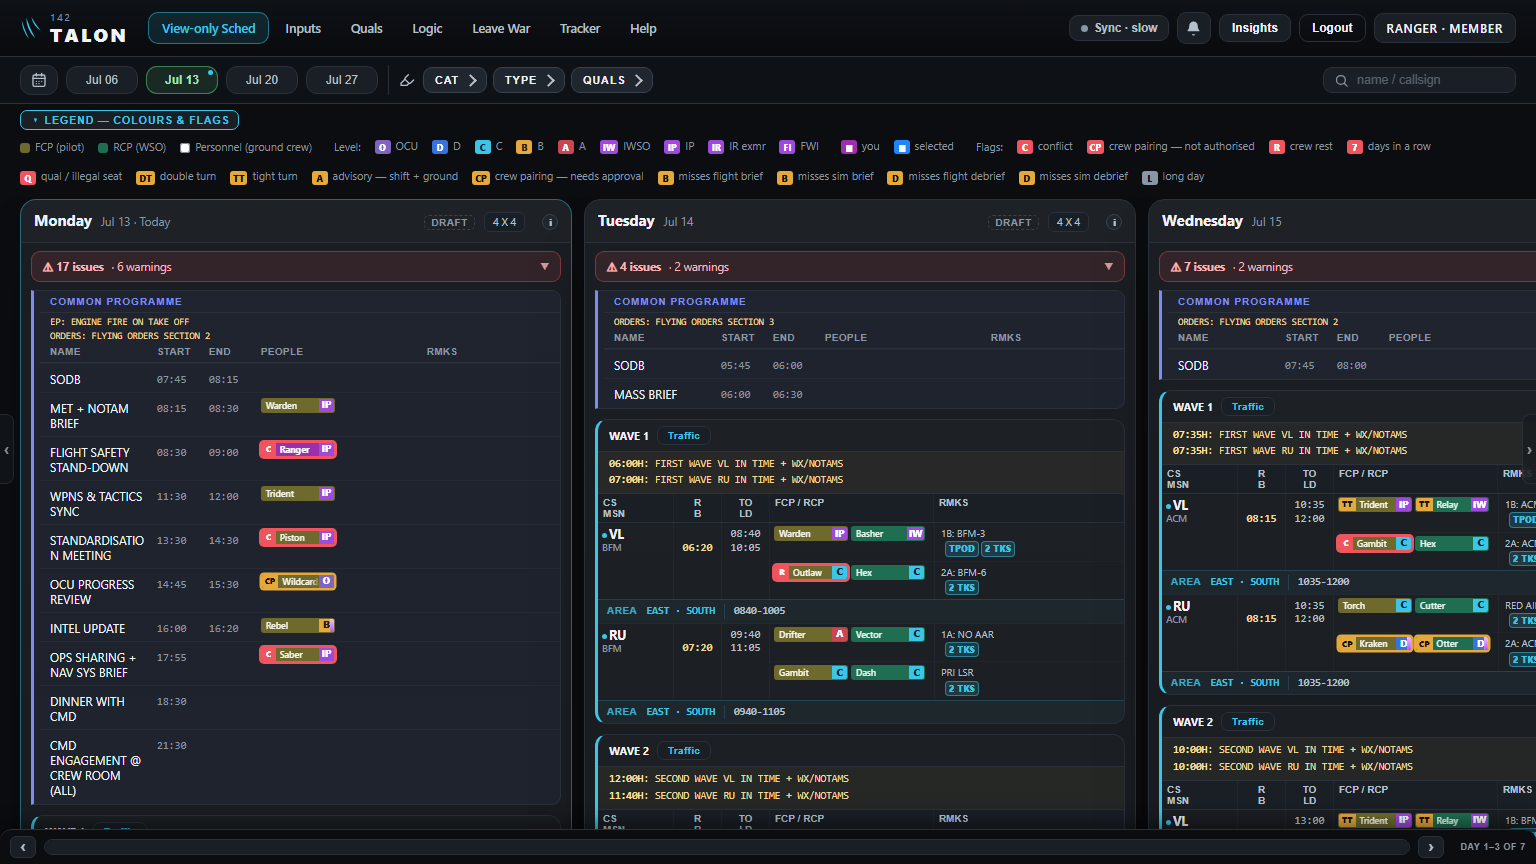 142
TALON
View-only Sched
Inputs
Quals
Logic
Leave War
Tracker
Help
Sync · slow
Insights
Logout
RANGER · MEMBER
Jul 06
Jul 13
Jul 20
Jul 27
CAT
TYPE
QUALS
name / callsign
LEGEND — COLOURS & FLAGS
FCP (pilot) RCP (WSO) Personnel (ground crew) Level: O OCU D D C C B B A A IW IWSO IP IP IR IR exmr FI FWI you selected Flags: C conflict CP crew pairing — not authorised R crew rest 7 days in a row
Q qual / illegal seat DT double turn TT tight turn A advisory — shift + ground CP crew pairing — needs approval B misses flight brief B misses sim brief D misses flight debrief D misses sim debrief L long day
Monday Jul 13 · Today DRAFT 4 X 4 i
⚠ 17 issues · 6 warnings
COMMON PROGRAMME
EP: ENGINE FIRE ON TAKE OFF
ORDERS: FLYING ORDERS SECTION 2
NAME START END PEOPLE RMKS
SODB 07:45 08:15
MET + NOTAM 08:15 08:30 Warden IP
BRIEF
FLIGHT SAFETY 08:30 09:00 C Ranger IP
STAND-DOWN
WPNS & TACTICS 11:30 12:00 Trident IP
SYNC
STANDARDISATIO 13:30 14:30 C Piston IP
N MEETING
OCU PROGRESS 14:45 15:30 CP Wildcard O
REVIEW
INTEL UPDATE 16:00 16:20 Rebel B
OPS SHARING + 17:55 C Saber IP
NAV SYS BRIEF
DINNER WITH 18:30
CMD
CMD 21:30
ENGAGEMENT @
CREW ROOM
(ALL)
Tuesday Jul 14 DRAFT 4 X 4 i
⚠ 4 issues · 2 warnings
COMMON PROGRAMME
ORDERS: FLYING ORDERS SECTION 3
NAME START END PEOPLE RMKS
SODB 05:45 06:00
MASS BRIEF 06:00 06:30
WAVE 1 Traffic
06:00H: FIRST WAVE VL IN TIME + WX/NOTAMS
07:00H: FIRST WAVE RU IN TIME + WX/NOTAMS
CS R TO FCP / RCP RMKS
MSN B LD
VL 08:40 Warden IP Basher IW 1B: BFM-3
BFM 06:20 10:05 TPOD 2 TKS
R Outlaw C Hex C 2A: BFM-6
2 TKS
AREA EAST · SOUTH 0840-1005
RU 09:40 Drifter A Vector C 1A: NO AAR
BFM 07:20 11:05 2 TKS
Gambit C Dash C PRI LSR
2 TKS
AREA EAST · SOUTH 0940-1105
WAVE 2 Traffic
12:00H: SECOND WAVE VL IN TIME + WX/NOTAMS
11:40H: SECOND WAVE RU IN TIME + WX/NOTAMS
CS R TO FCP / RCP RMKS
Wednesday Jul 15
⚠ 7 issues · 2 warnings
COMMON PROGRAMME
ORDERS: FLYING ORDERS SECTION 2
NAME START END PEOPLE
SODB 07:45 08:00
WAVE 1 Traffic
07:35H: FIRST WAVE VL IN TIME + WX/NOTAMS
07:35H: FIRST WAVE RU IN TIME + WX/NOTAMS
CS R TO FCP / RCP
MSN B LD
VL 10:35 TT Trident IP TT Relay IW 1B:
ACM 08:15 12:00
C Gambit C Hex C 2A:
AREA EAST · SOUTH 1035-1200
RU 10:35 Torch C Cutter C RED
ACM 08:15 12:00
CP Kraken D CP Otter D 2A:
AREA EAST · SOUTH 1035-1200
WAVE 2 Traffic
10:00H: SECOND WAVE VL IN TIME + WX/NOTAMS
10:00H: SECOND WAVE RU IN TIME + WX/NOTAMS
CS R TO FCP / RCP RMKS
MSN B LD
VL 13:00 TT Trident IP TT Relay IW
DAY 1–3 OF 7